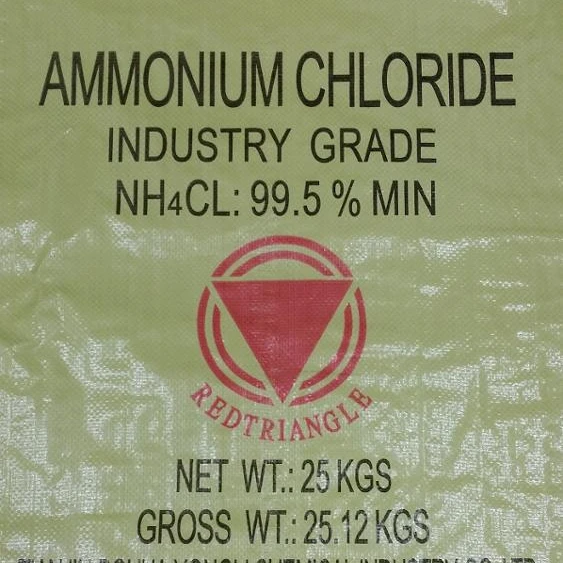 AMMONIUM CHLORIDE
INDUSTRY GRADE
NH4CL: 99.5 % MIN
REDTRIANGLE
NET WT.: 25 KGS
GROSS WT.: 25.12 KGS